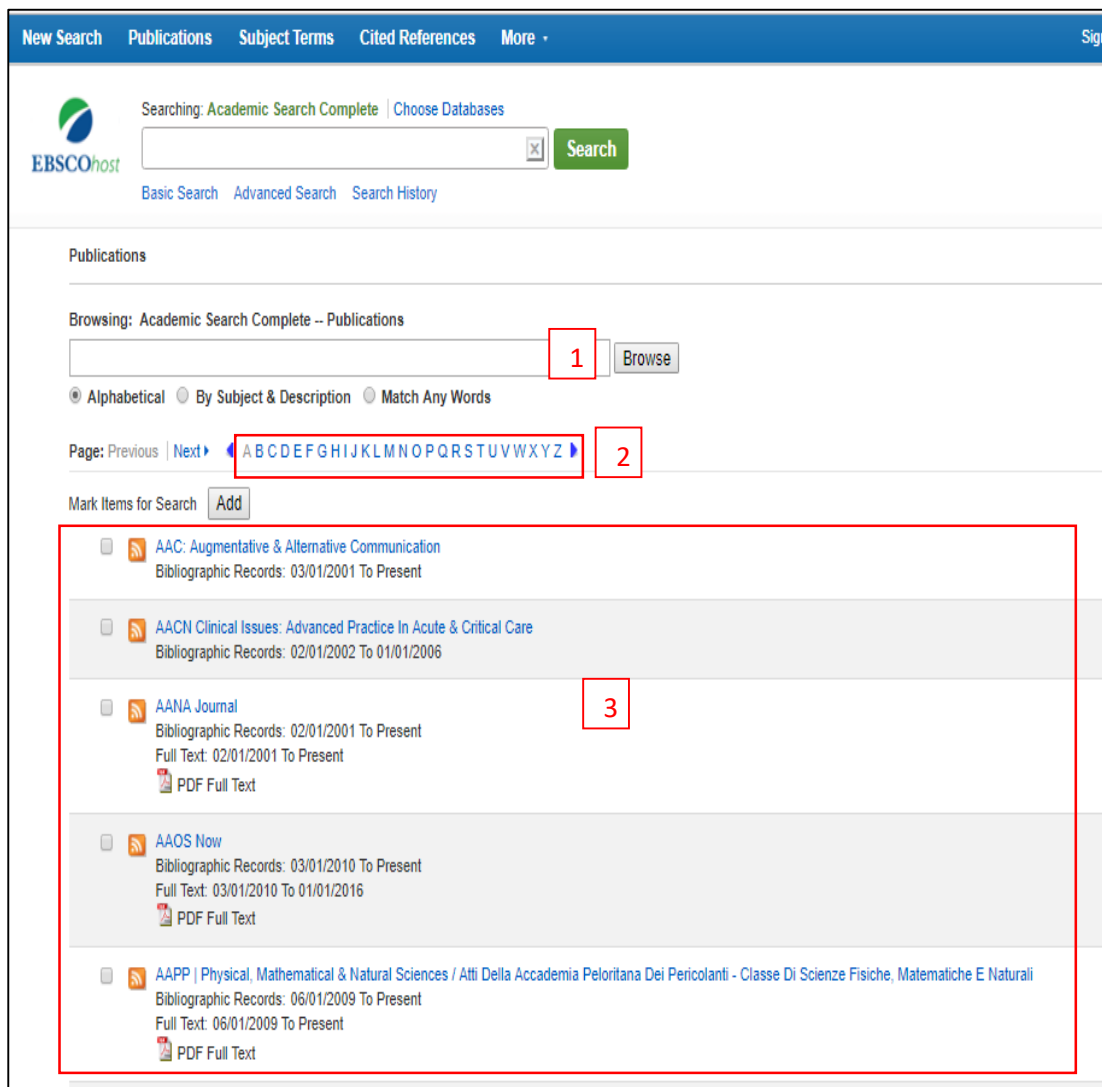 New Search Publications Subject Terms Cited References More Sig
Searching: Academic Search Complete | Choose Databases
EBSCOhost
Search
Basic Search Advanced Search Search History
Publications
Browsing: Academic Search Complete -- Publications
1
Browse
Alphabetical By Subject & Description Match Any Words
Page: Previous | Next A B C D E F G H I J K L M N O P Q R S T U V W X Y Z
2
Mark Items for Search Add
AAC: Augmentative & Alternative Communication
Bibliographic Records: 03/01/2001 To Present
AACN Clinical Issues: Advanced Practice In Acute & Critical Care
Bibliographic Records: 02/01/2002 To 01/01/2006
3
AANA Journal
Bibliographic Records: 02/01/2001 To Present
Full Text: 02/01/2001 To Present
PDF Full Text
AAOS Now
Bibliographic Records: 03/01/2010 To Present
Full Text: 03/01/2010 To 01/01/2016
PDF Full Text
AAPP | Physical, Mathematical & Natural Sciences / Atti Della Accademia Peloritana Dei Pericolanti - Classe Di Scienze Fisiche, Matematiche E Naturali
Bibliographic Records: 06/01/2009 To Present
Full Text: 06/01/2009 To Present
PDF Full Text